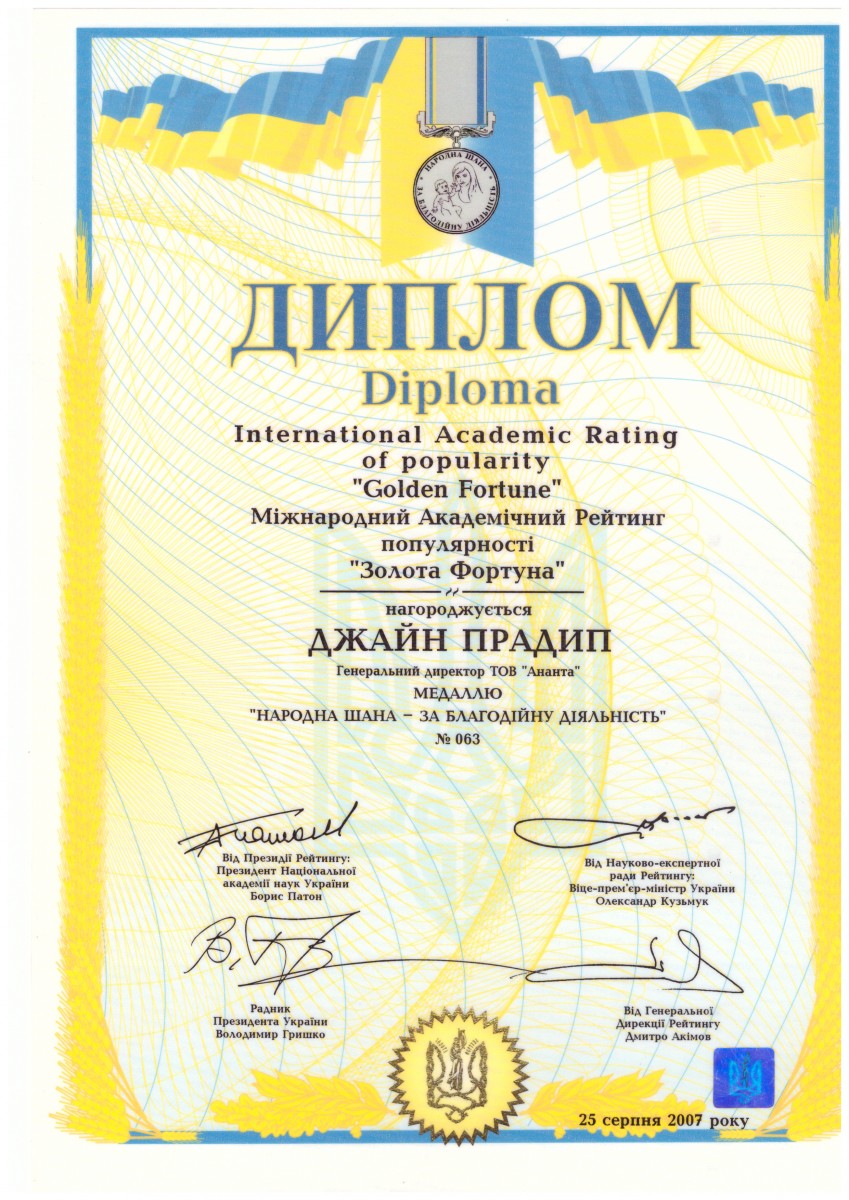 НАРОДНА ШАНА
ЗА БЛАГОДІЙНУ ДІЯЛЬНІСТЬ
ДИПЛОМ
Diploma
International Academic Rating
of popularity
"Golden Fortune"
Міжнародний Академічний Рейтинг
популярності
"Золота Фортуна"
нагороджується
ДЖАЙН ПРАДИП
Генеральний директор ТОВ "Ананта"
МЕДАЛЛЮ
"НАРОДНА ШАНА – ЗА БЛАГОДІЙНУ ДІЯЛЬНІСТЬ"
№ 063
Від Президії Рейтингу:
Президент Національної
академії наук України
Борис Патон
Від Науково-експертної
ради Рейтингу:
Віце-прем'єр-міністр України
Олександр Кузьмук
Радник
Президента України
Володимир Гришко
Від Генеральної
Дирекції Рейтингу
Дмитро Акімов
25 серпня 2007 року